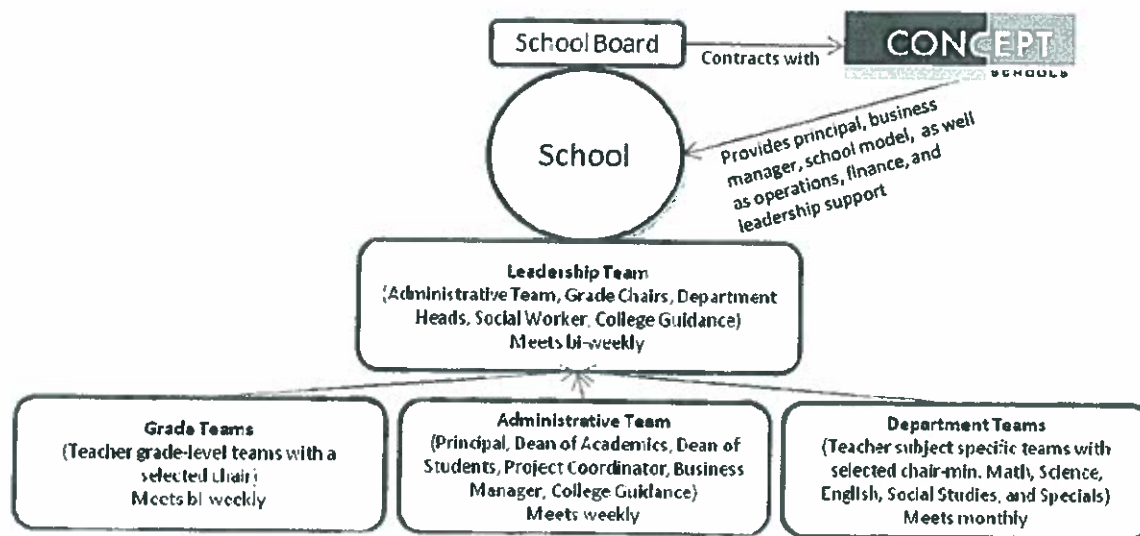 School Board
Contracts with
CONCEPT
SCHOOLS
School
Provides principal, business
manager, school model, as well
as operations, finance, and
leadership support
Leadership Team
(Administrative Team, Grade Chairs, Department
Heads, Social Worker, College Guidance)
Meets bi-weekly
Grade Teams
(Teacher grade-level teams with a
selected chair)
Meets bi weekly
Administrative Team
(Principal, Dean of Academics, Dean of
Students, Project Coordinator, Business
Manager, College Guidance)
Meets weekly
Department Teams
(Teacher subject specific teams with
selected chair-min. Math, Science,
English, Social Studies, and Specials)
Meets monthly